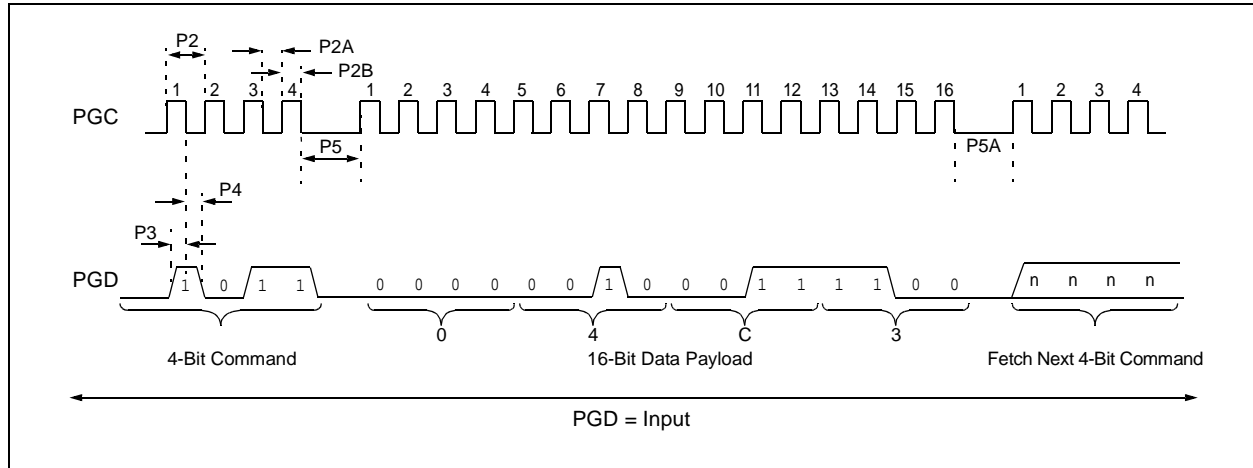 P2
P2A
P2B
1 2 3 4 1 2 3 4 5 6 7 8 9 10 11 12 13 14 15 16 1 2 3 4
PGC
P5
P5A
P4
P3
PGD
1 0 1 1 0 0 0 0 0 0 1 0 0 0 1 1 1 1 0 0 n n n n
0 4 C 3
4-Bit Command 16-Bit Data Payload Fetch Next 4-Bit Command
PGD = Input